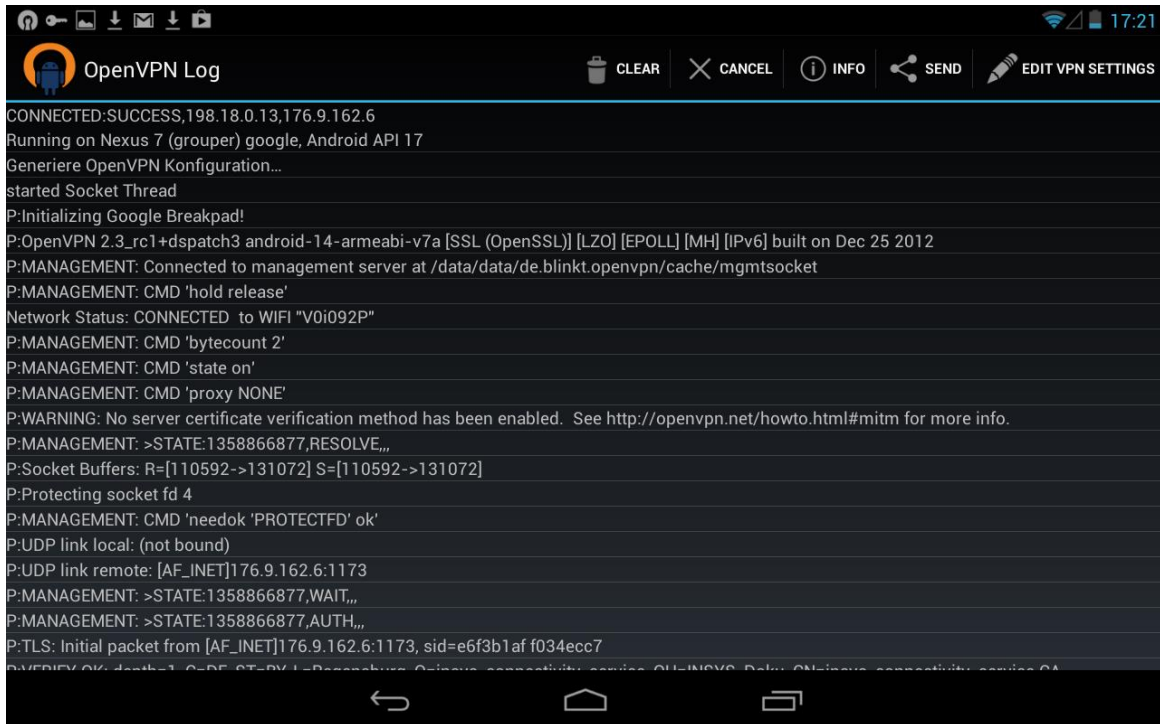 17:21
OpenVPN Log CLEAR CANCEL INFO SEND EDIT VPN SETTINGS
CONNECTED:SUCCESS,198.18.0.13,176.9.162.6
Running on Nexus 7 (grouper) google, Android API 17
Generiere OpenVPN Konfiguration…
started Socket Thread
P:Initializing Google Breakpad!
P:OpenVPN 2.3_rc1+dspatch3 android-14-armeabi-v7a [SSL (OpenSSL)] [LZO] [EPOLL] [MH] [IPv6] built on Dec 25 2012
P:MANAGEMENT: Connected to management server at /data/data/de.blinkt.openvpn/cache/mgmtsocket
P:MANAGEMENT: CMD 'hold release'
Network Status: CONNECTED  to WIFI "V0i092P"
P:MANAGEMENT: CMD 'bytecount 2'
P:MANAGEMENT: CMD 'state on'
P:MANAGEMENT: CMD 'proxy NONE'
P:WARNING: No server certificate verification method has been enabled.  See http://openvpn.net/howto.html#mitm for more info.
P:MANAGEMENT: >STATE:1358866877,RESOLVE,,,
P:Socket Buffers: R=[110592->131072] S=[110592->131072]
P:Protecting socket fd 4
P:MANAGEMENT: CMD 'needok 'PROTECTFD' ok'
P:UDP link local: (not bound)
P:UDP link remote: [AF_INET]176.9.162.6:1173
P:MANAGEMENT: >STATE:1358866877,WAIT,,,
P:MANAGEMENT: >STATE:1358866877,AUTH,,,
P:TLS: Initial packet from [AF_INET]176.9.162.6:1173, sid=e6f3b1af f034ecc7